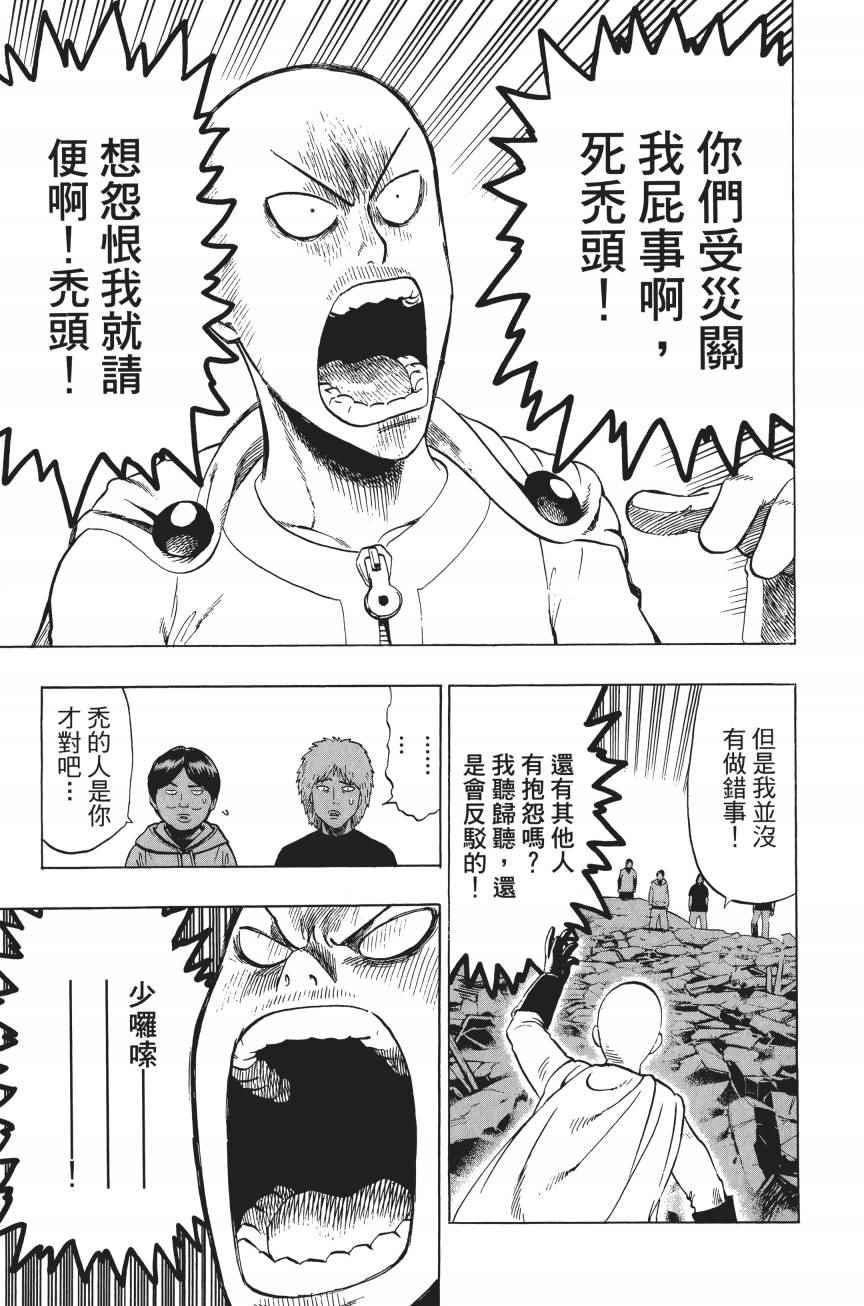 你們受災關
我屁事啊，
死禿頭！
想怨恨我就請
便啊！禿頭！
但是我並沒
有做錯事！
還有其他人
有抱怨嗎？
我聽歸聽，還
是會反駁的！
……
……
禿的人是你
才對吧…
少囉嗦——
——！